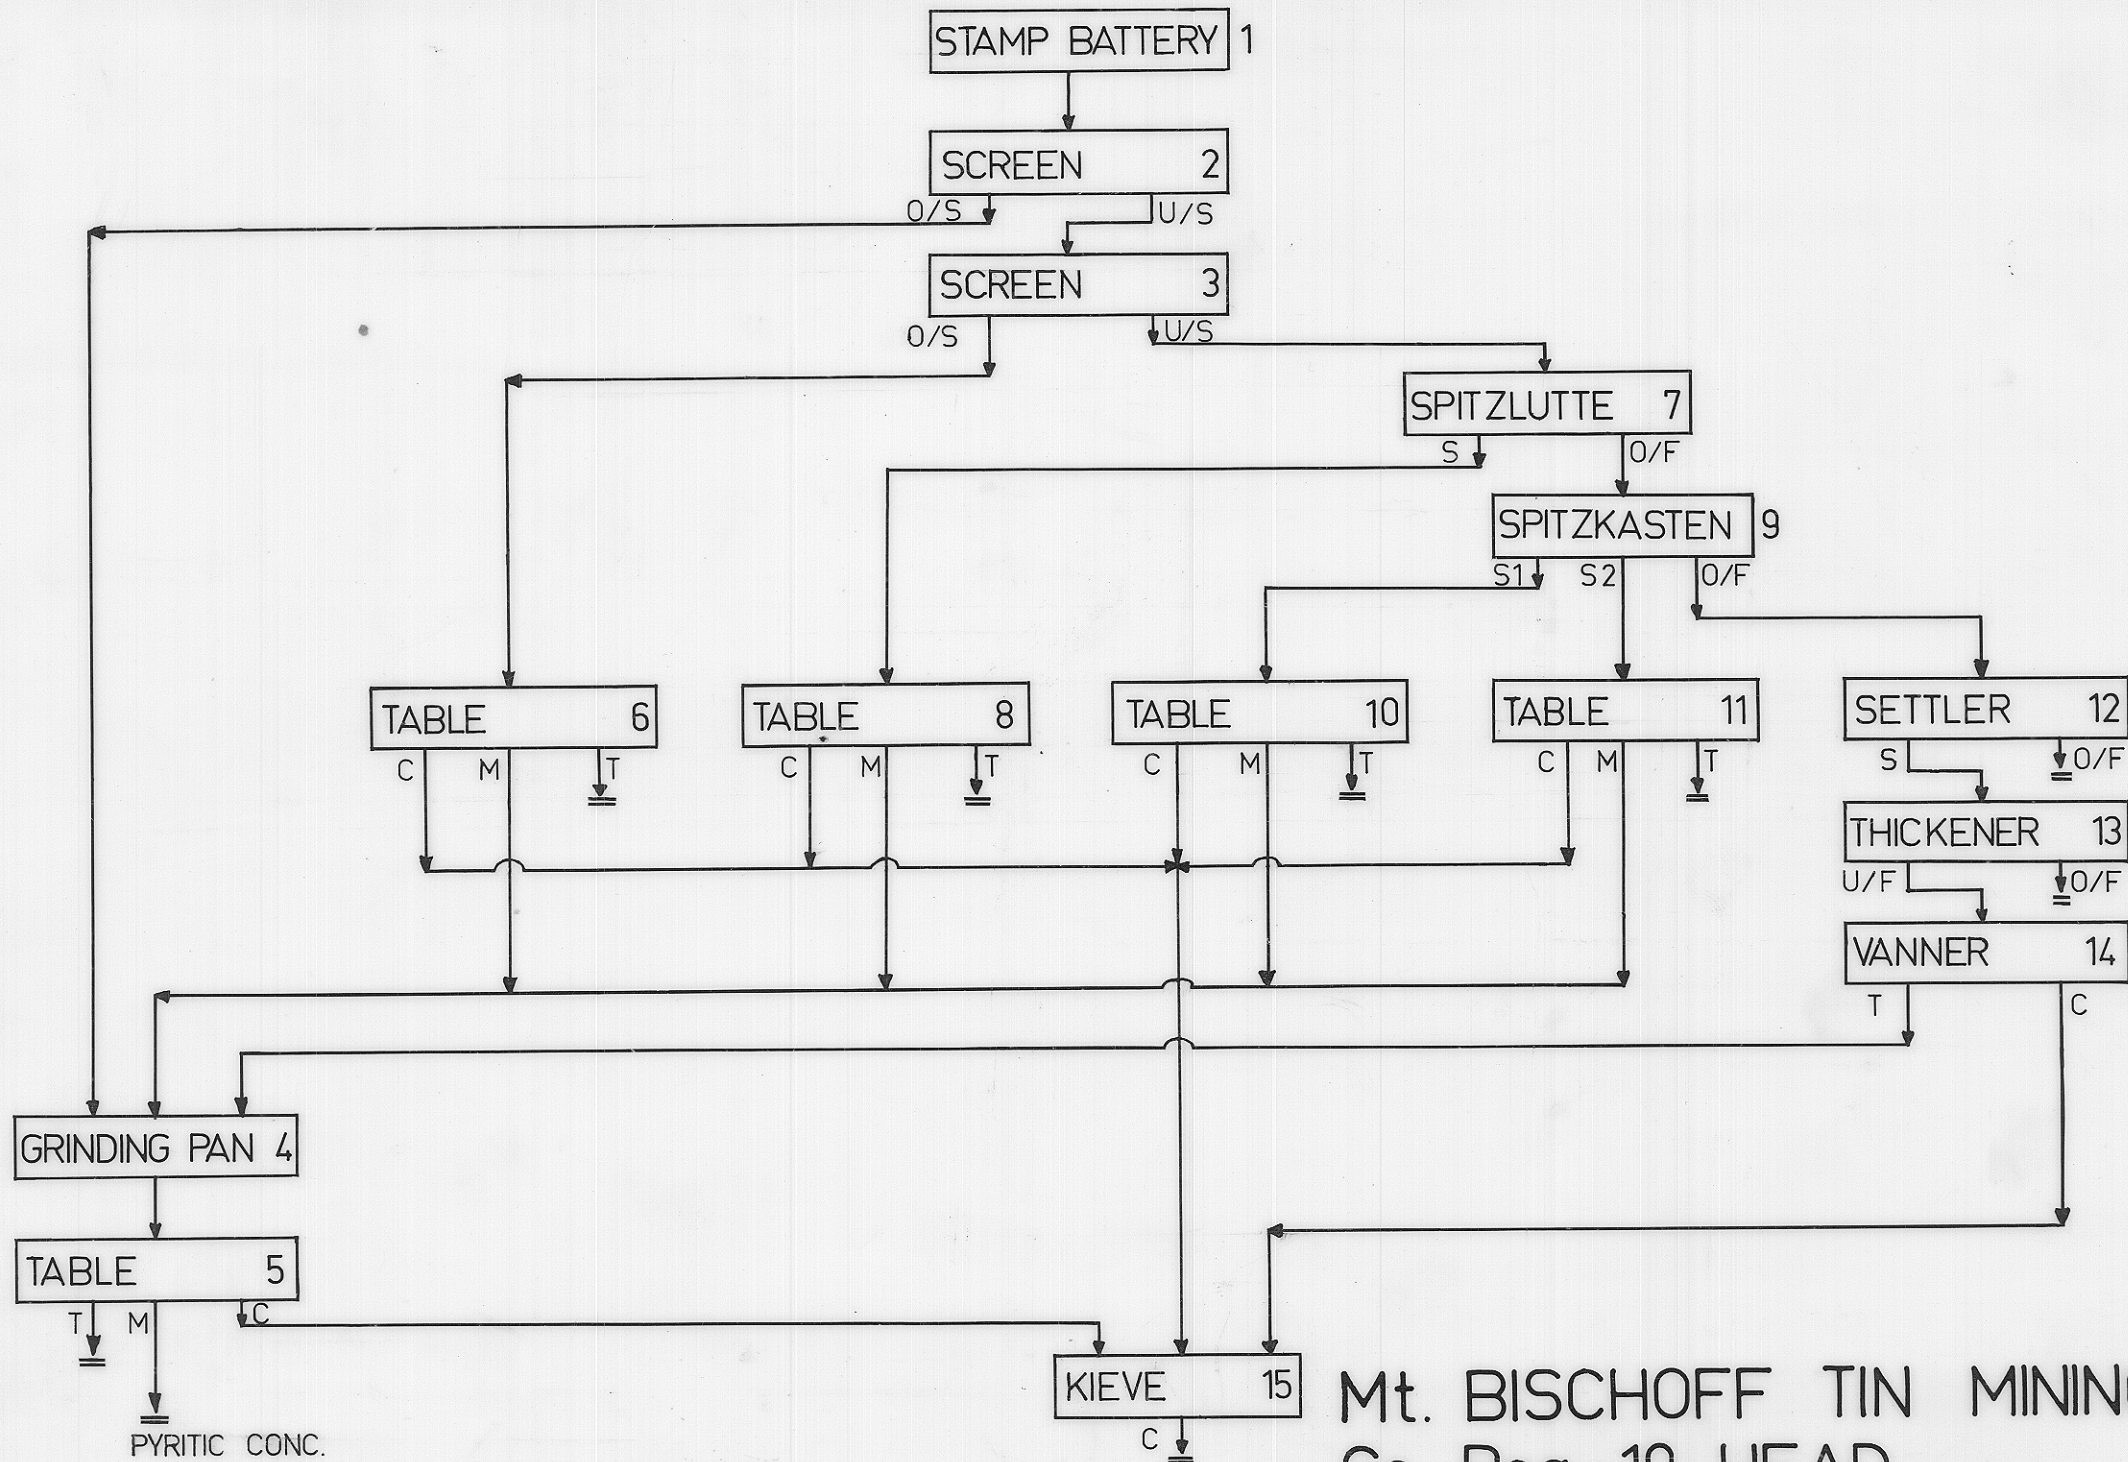 STAMP BATTERY 1
SCREEN 2
O/S U/S
SCREEN 3
O/S U/S
SPITZLUTTE 7
S O/F
SPITZKASTEN 9
S1 S2 O/F
TABLE 6
TABLE 8
TABLE 10
TABLE 11
SETTLER 12
C M T
C M T
C M T
C M T
S O/F
THICKENER 13
U/F O/F
VANNER 14
T C
GRINDING PAN 4
TABLE 5
T M C
PYRITIC CONC.
KIEVE 15
C
Mt. BISCHOFF TIN MINING